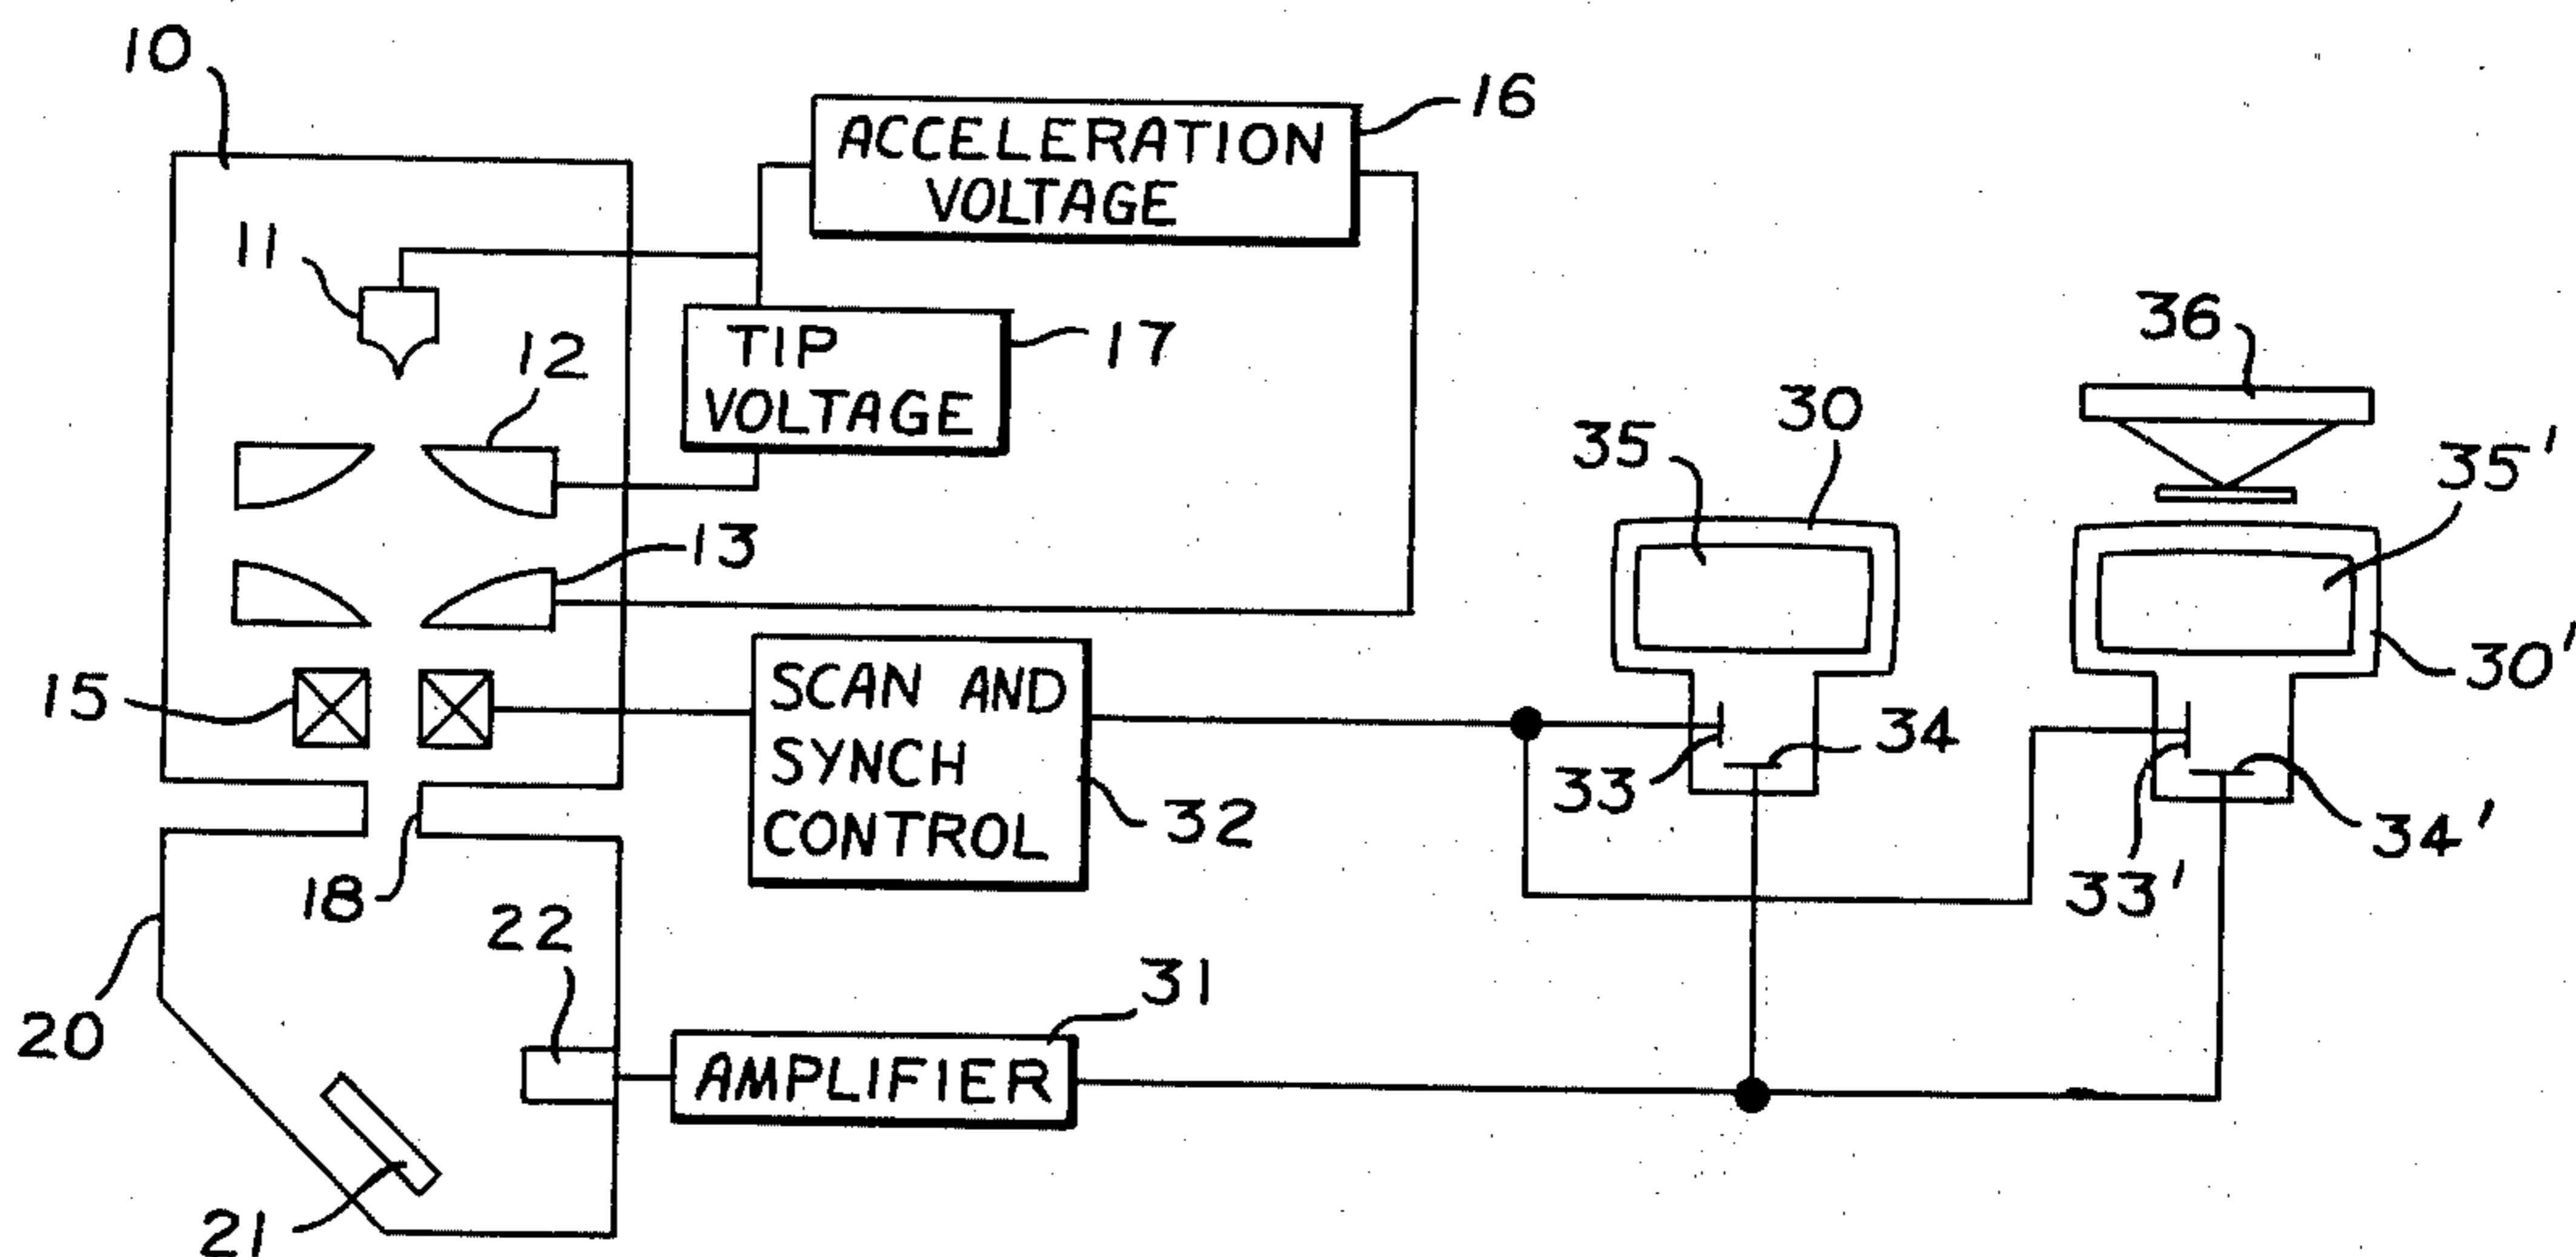 10
ACCELERATION
VOLTAGE
16
11
12
TIP
VOLTAGE
17
36
30
35
35'
13
15
SCAN AND
SYNCH
CONTROL
32
33
34
30'
33'
34'
18
20
22
31
AMPLIFIER
21